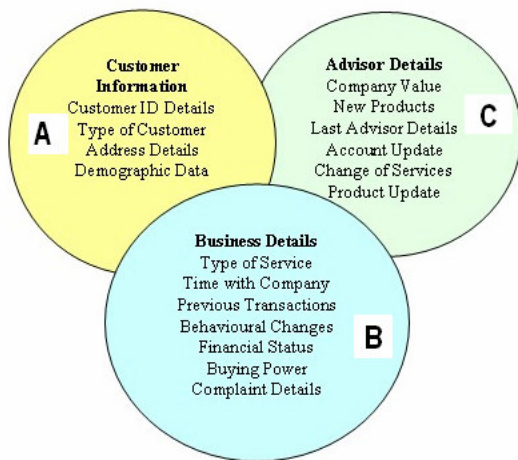 Customer
Information
Customer ID Details
Type of Customer
Address Details
Demographic Data
A
Advisor Details
Company Value
New Products
Last Advisor Details
Account Update
Change of Services
Product Update
C
Business Details
Type of Service
Time with Company
Previous Transactions
Behavioural Changes
Financial Status
Buying Power
Complaint Details
B